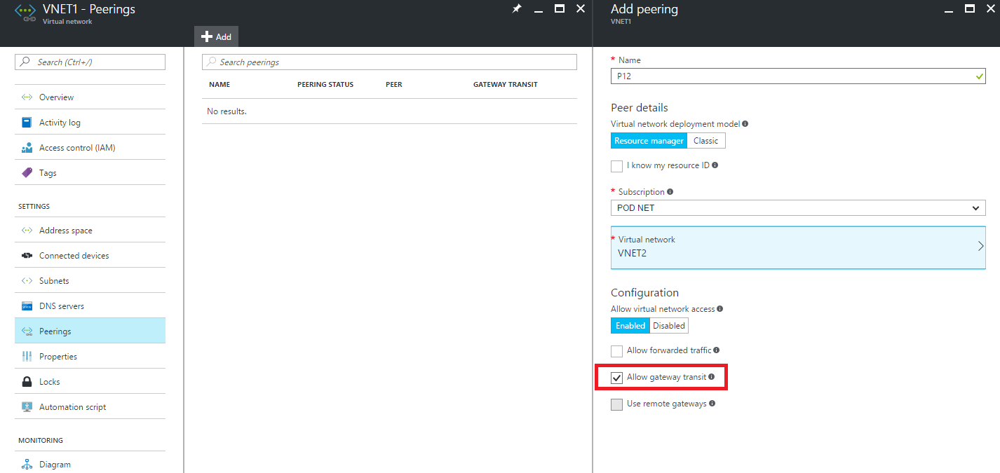 VNET1 - Peerings
Virtual network
Add
Search (Ctrl+/)
Overview
Activity log
Access control (IAM)
Tags
SETTINGS
Address space
Connected devices
Subnets
DNS servers
Peerings
Properties
Locks
Automation script
MONITORING
Diagram
Search peerings
NAME PEERING STATUS PEER GATEWAY TRANSIT
No results.
Add peering
VNET1
* Name
P12
Peer details
Virtual network deployment model
Resource manager Classic
I know my resource ID
* Subscription
POD NET
* Virtual network
VNET2
Configuration
Allow virtual network access
Enabled Disabled
Allow forwarded traffic
Allow gateway transit
Use remote gateways